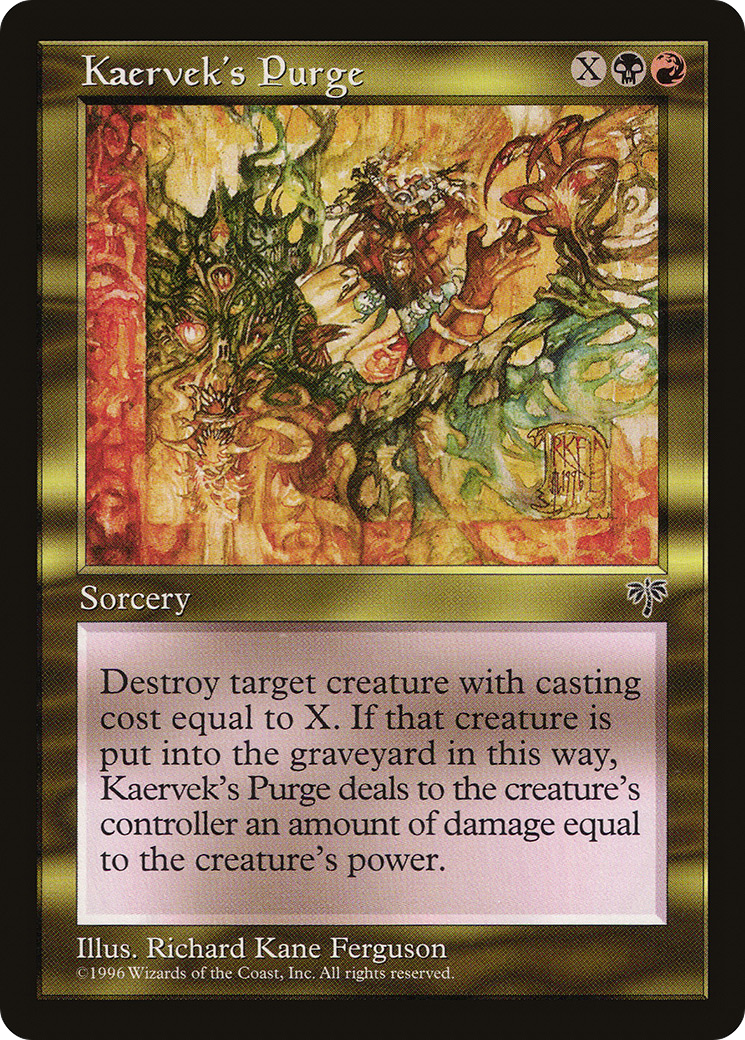 Kaervek's Purge
X
Sorcery
Destroy target creature with casting
cost equal to X. If that creature is
put into the graveyard in this way,
Kaervek's Purge deals to the creature's
controller an amount of damage equal
to the creature's power.
Illus. Richard Kane Ferguson
©1996 Wizards of the Coast, Inc. All rights reserved.